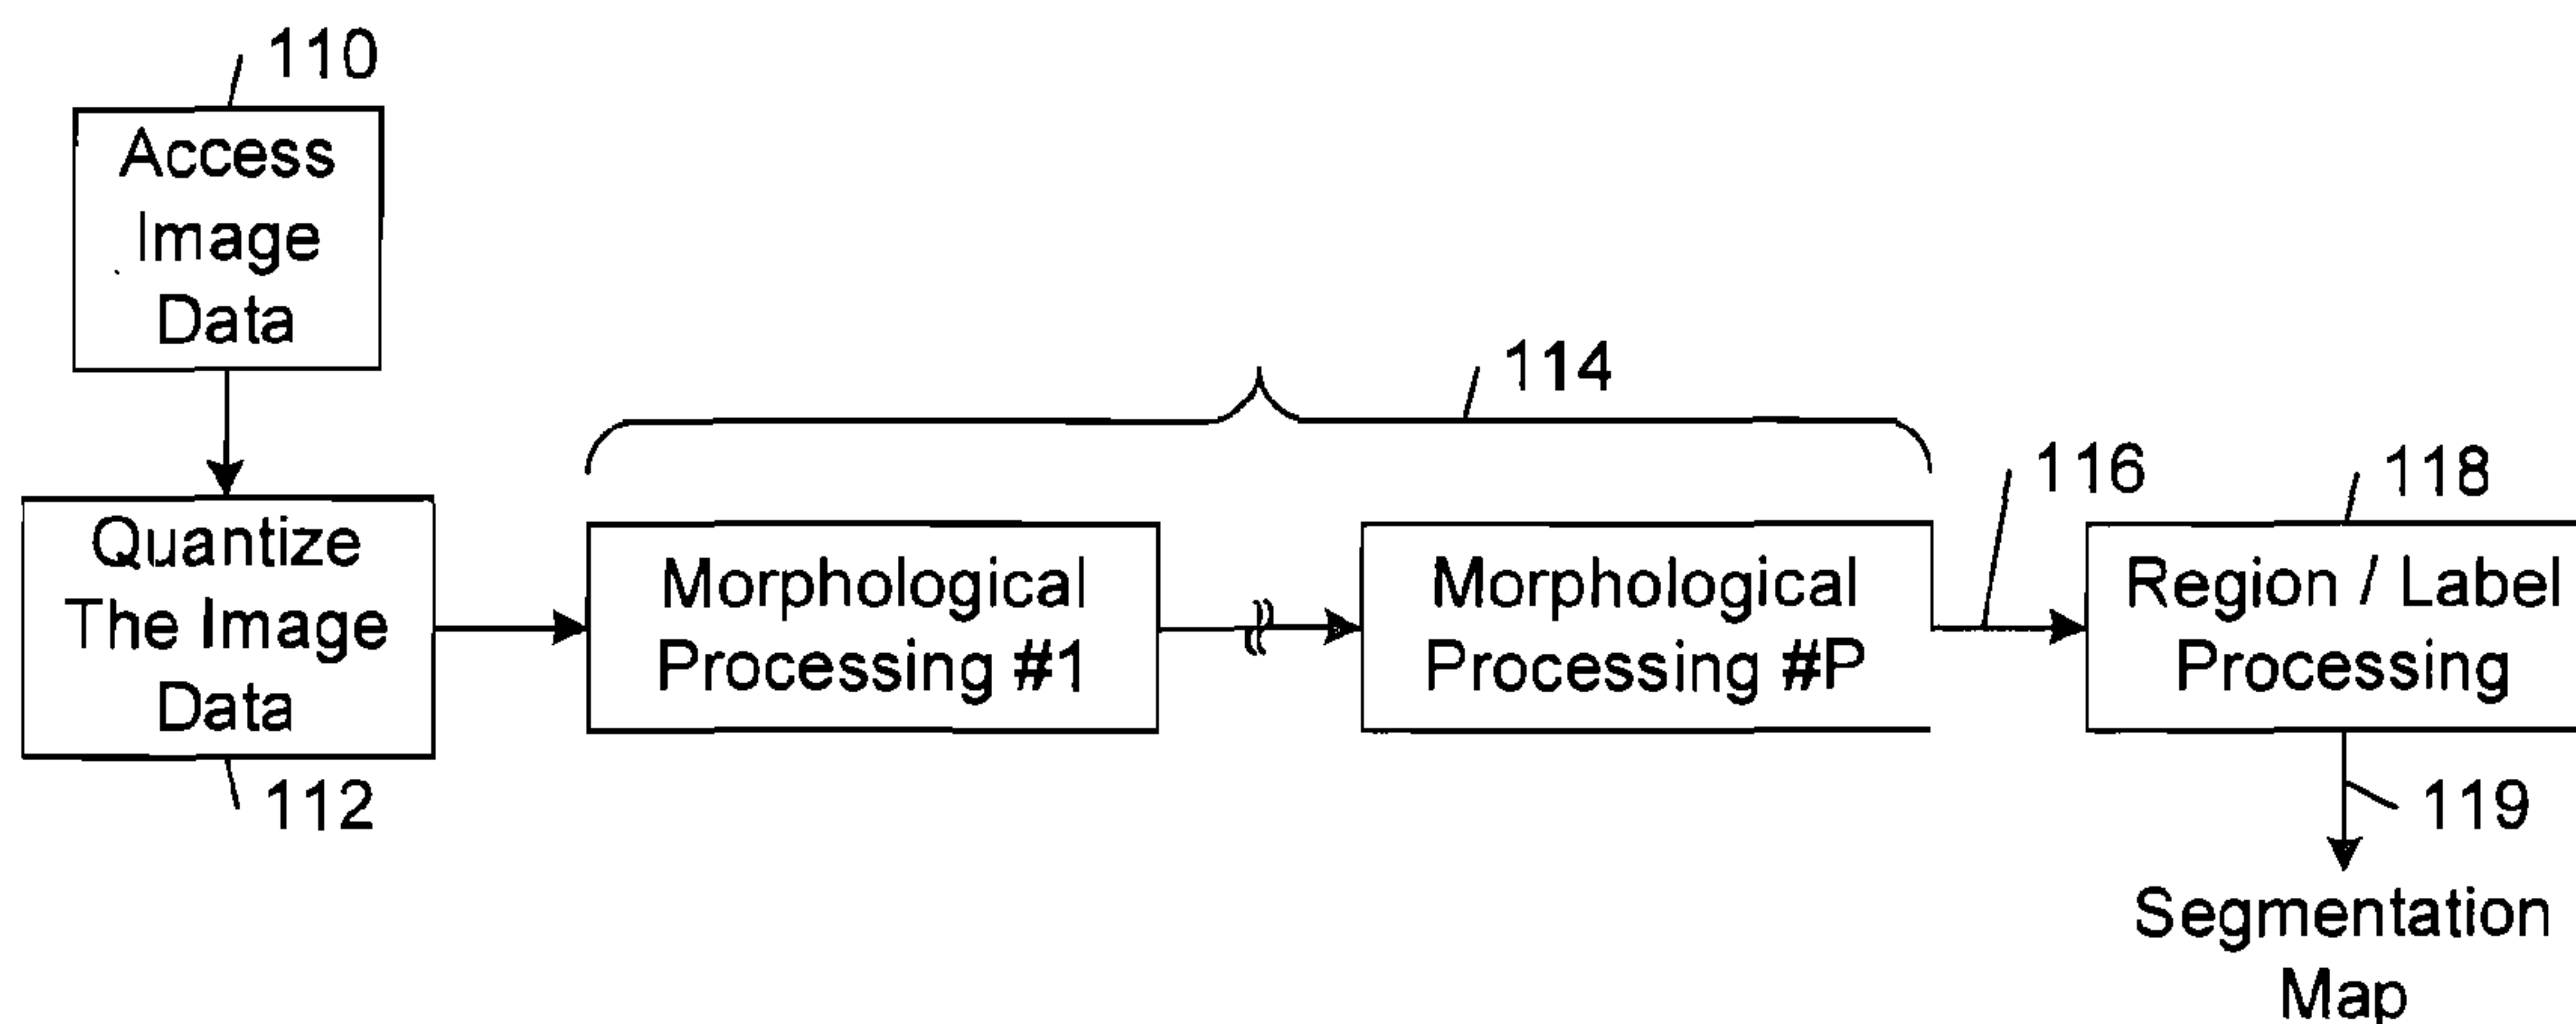 110
Access
Image
Data
Quantize
The Image
Data
112
114
Morphological
Processing #1
Morphological
Processing #P
116
118
Region / Label
Processing
119
Segmentation
Map